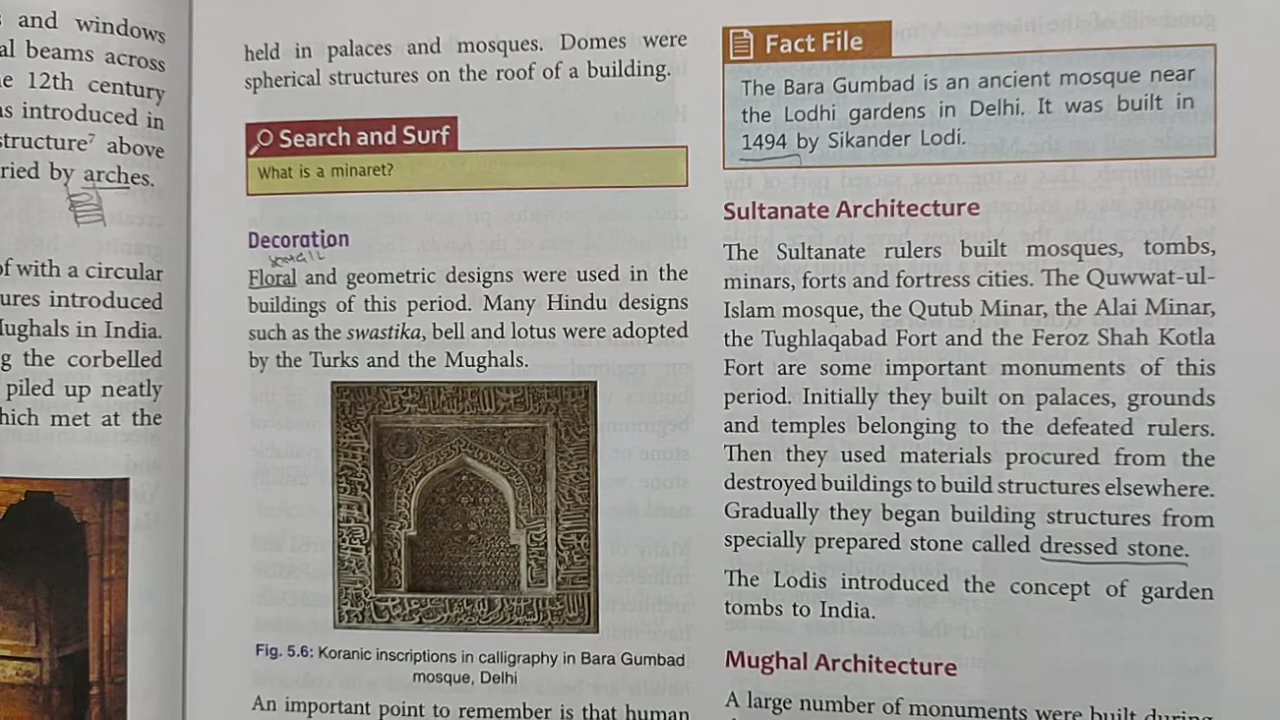 and windows
al beams across
12th century
as introduced in
structure⁷ above
ried by arches.
of with a circular
ures introduced
Mughals in India.
g the corbelled
piled up neatly
which met at the
held in palaces and mosques. Domes were
spherical structures on the roof of a building.
Search and Surf
What is a minaret?
Decoration
Floral and geometric designs were used in the
buildings of this period. Many Hindu designs
such as the swastika, bell and lotus were adopted
by the Turks and the Mughals.
Fig. 5.6: Koranic inscriptions in calligraphy in Bara Gumbad
mosque, Delhi
An important point to remember is that human
Fact File
The Bara Gumbad is an ancient mosque near
the Lodhi gardens in Delhi. It was built in
1494 by Sikander Lodi.
Sultanate Architecture
The Sultanate rulers built mosques, tombs,
minars, forts and fortress cities. The Quwwat-ul-
Islam mosque, the Qutub Minar, the Alai Minar,
the Tughlaqabad Fort and the Feroz Shah Kotla
Fort are some important monuments of this
period. Initially they built on palaces, grounds
and temples belonging to the defeated rulers.
Then they used materials procured from the
destroyed buildings to build structures elsewhere.
Gradually they began building structures from
specially prepared stone called dressed stone.
The Lodis introduced the concept of garden
tombs to India.
Mughal Architecture
A large number of monuments were built during